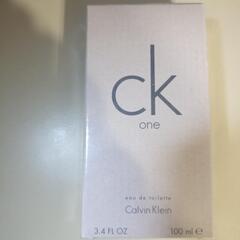 ck
one
eau de toilette
Calvin Klein
3.4 FL OZ 100 ml ℮